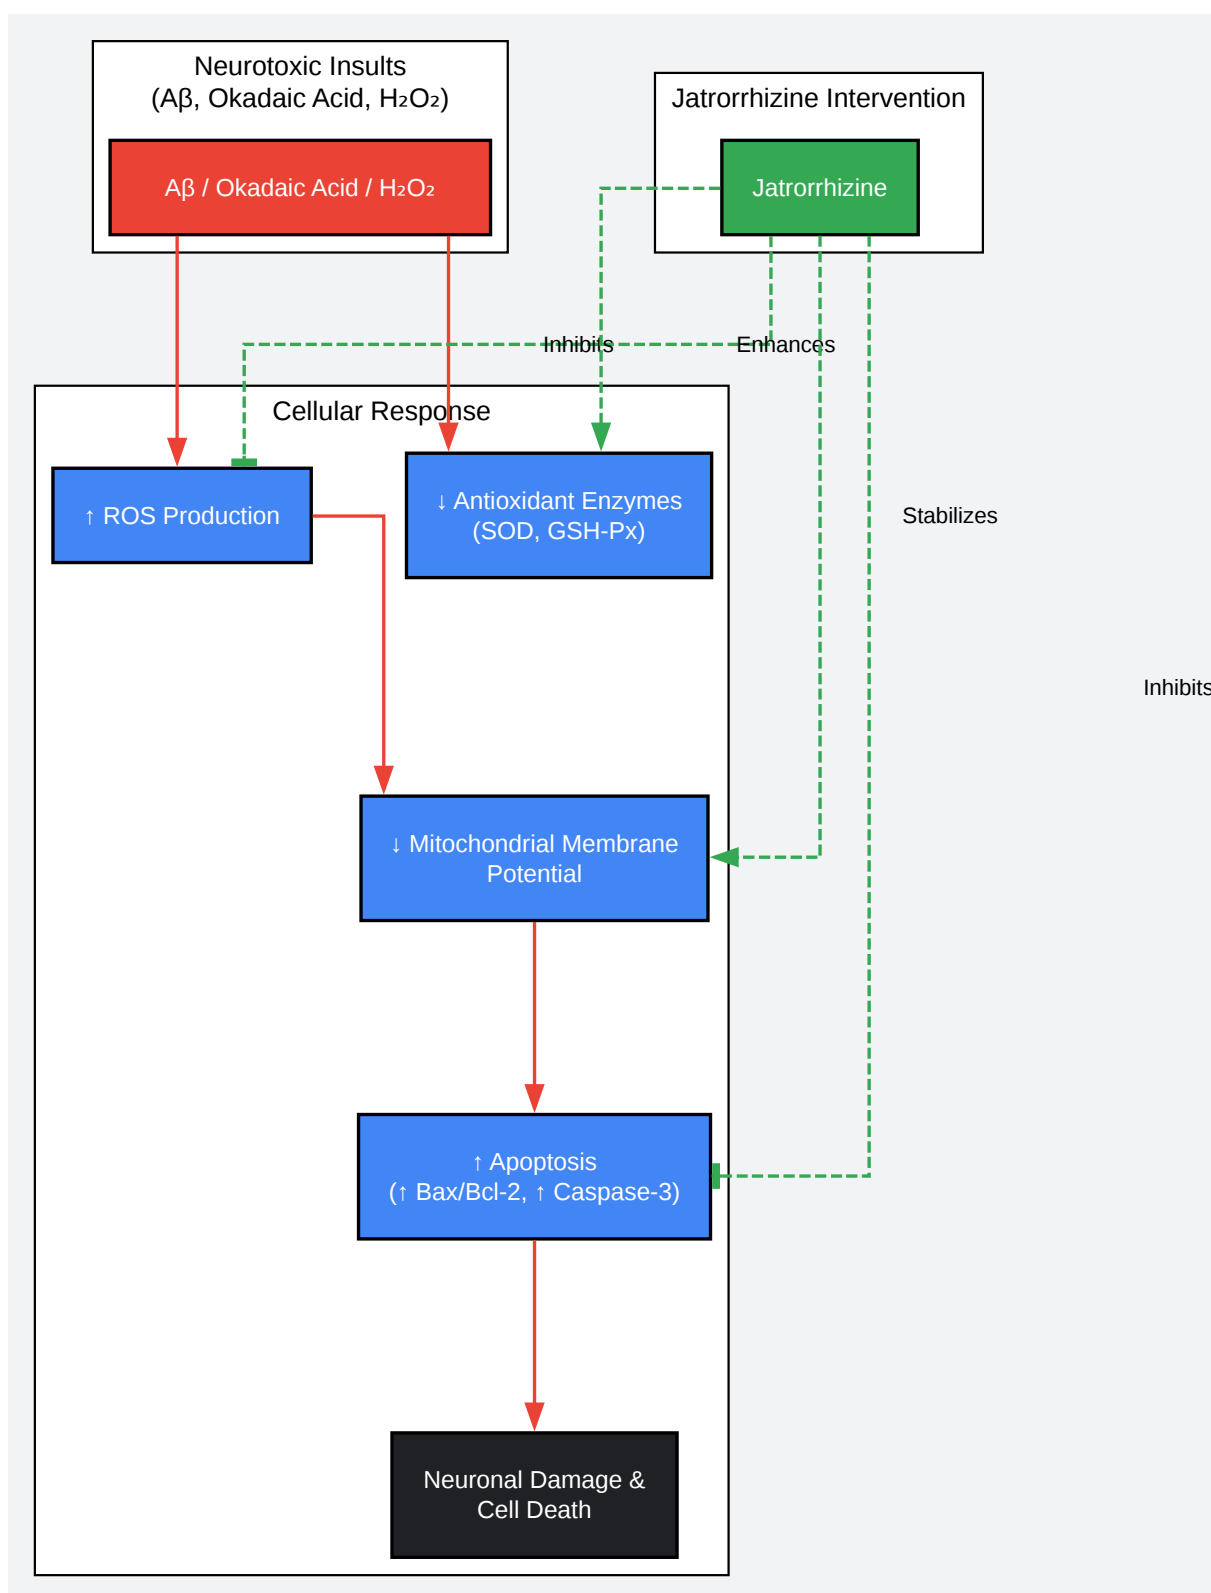 Neurotoxic Insults
(Aβ, Okadaic Acid, H₂O₂)
Aβ / Okadaic Acid / H₂O₂
Jatrorrhizine Intervention
Jatrorrhizine
Inhibits
Enhances
Cellular Response
↑ ROS Production
↓ Antioxidant Enzymes
(SOD, GSH-Px)
Stabilizes
Inhibits
↓ Mitochondrial Membrane
Potential
↑ Apoptosis
(↑ Bax/Bcl-2, ↑ Caspase-3)
Neuronal Damage &
Cell Death